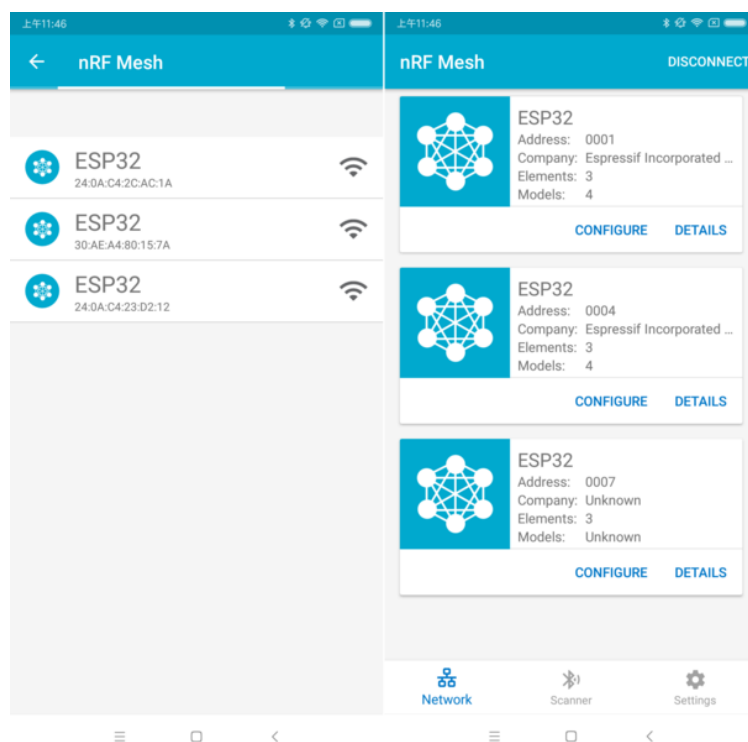 上午11:46
nRF Mesh
ESP32
24:0A:C4:2C:AC:1A
ESP32
30:AE:A4:80:15:7A
ESP32
24:0A:C4:23:D2:12
上午11:46
nRF Mesh DISCONNECT
ESP32
Address: 0001
Company: Espressif Incorporated ...
Elements: 3
Models: 4
CONFIGURE DETAILS
ESP32
Address: 0004
Company: Espressif Incorporated ...
Elements: 3
Models: 4
CONFIGURE DETAILS
ESP32
Address: 0007
Company: Unknown
Elements: 3
Models: Unknown
CONFIGURE DETAILS
Network Scanner Settings